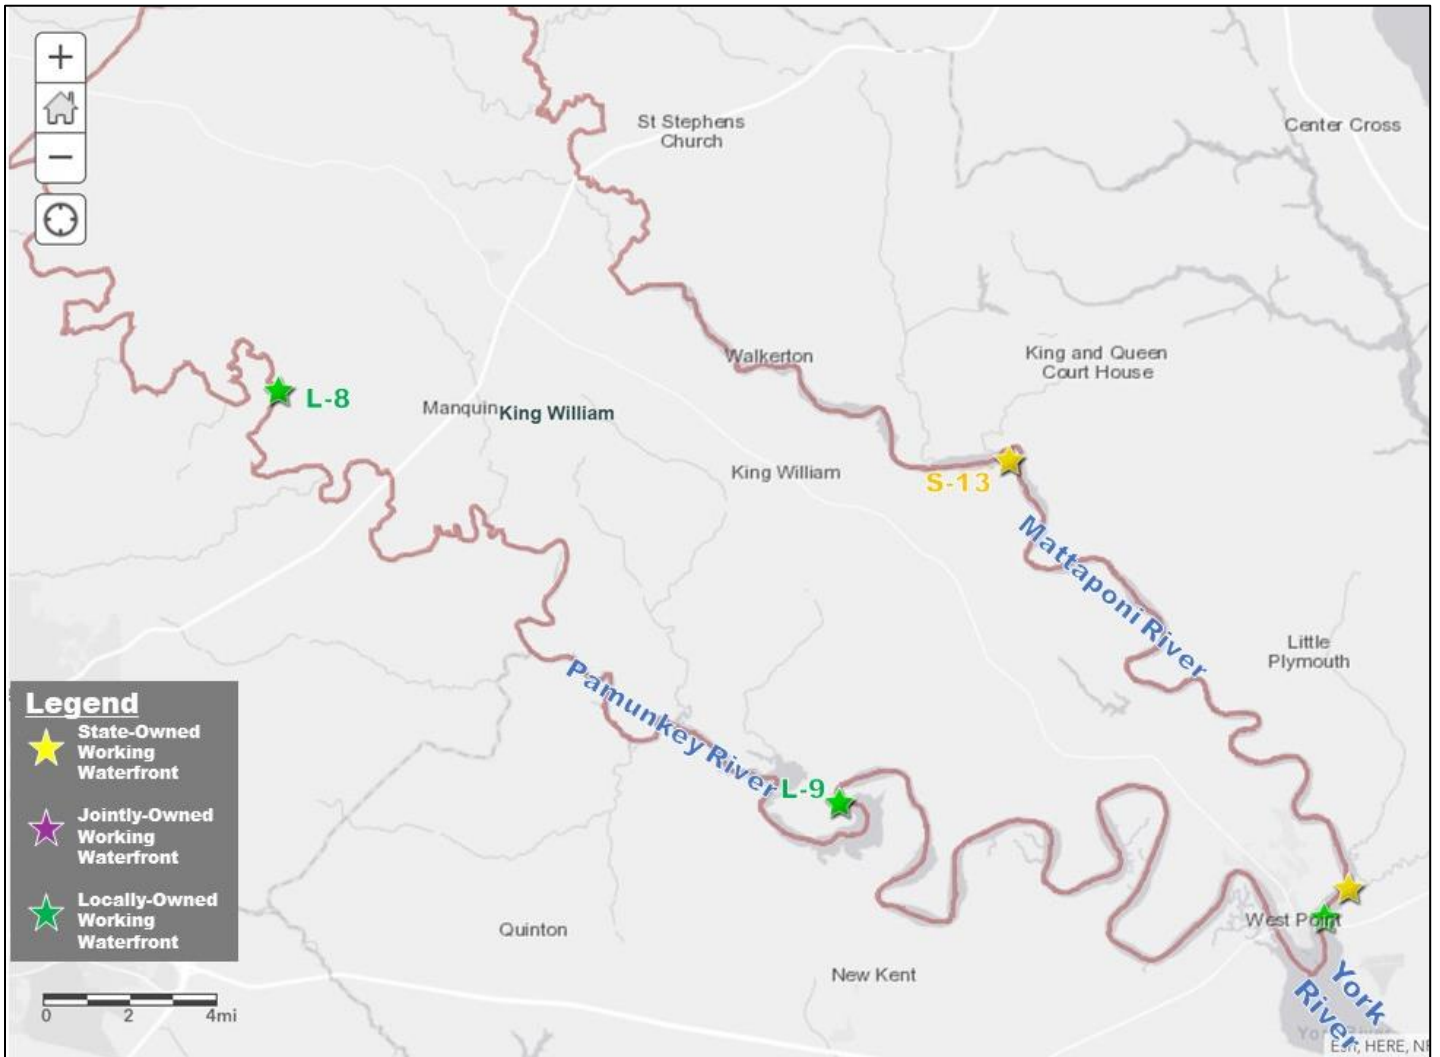 +
−
St Stephens
Church
Center Cross
Walkerton
King and Queen
Court House
L-8
Manquin
King William
King William
S-13
Mattaponi River
Little
Plymouth
Pamunkey River
L-9
Legend
State-Owned
Working
Waterfront
Jointly-Owned
Working
Waterfront
Locally-Owned
Working
Waterfront
Quinton
West Point
New Kent
York
River
York River
0 2 4mi
Esri, HERE,